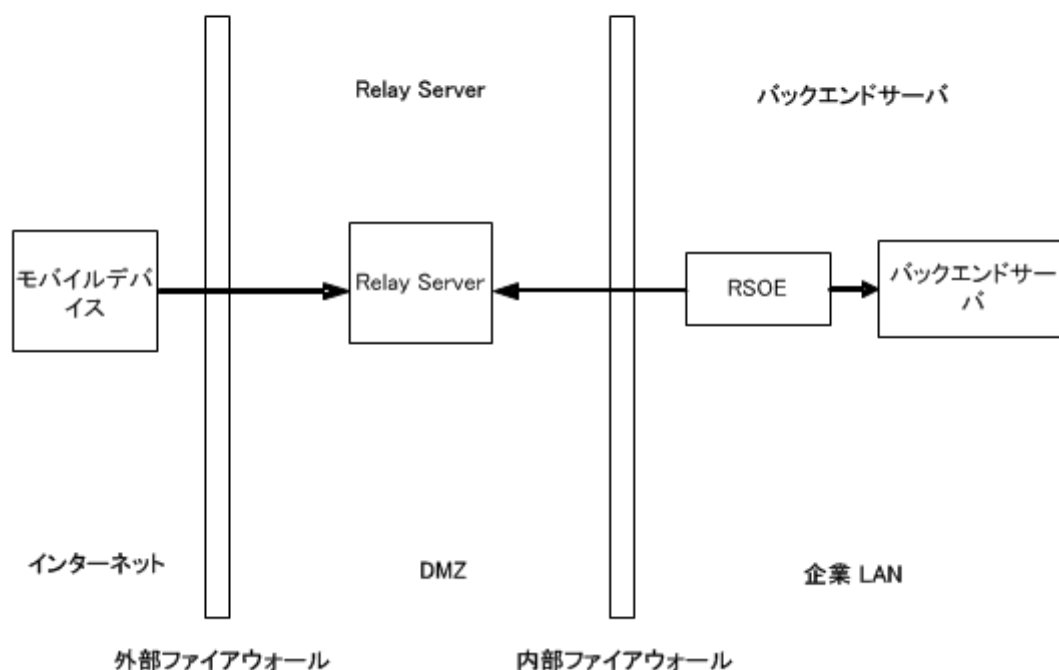 Relay Server
バックエンドサーバ
モバイルデバ
イス
Relay Server
RSOE
バックエンドサー
バ
インターネット
DMZ
企業 LAN
外部ファイアウォール
内部ファイアウォール